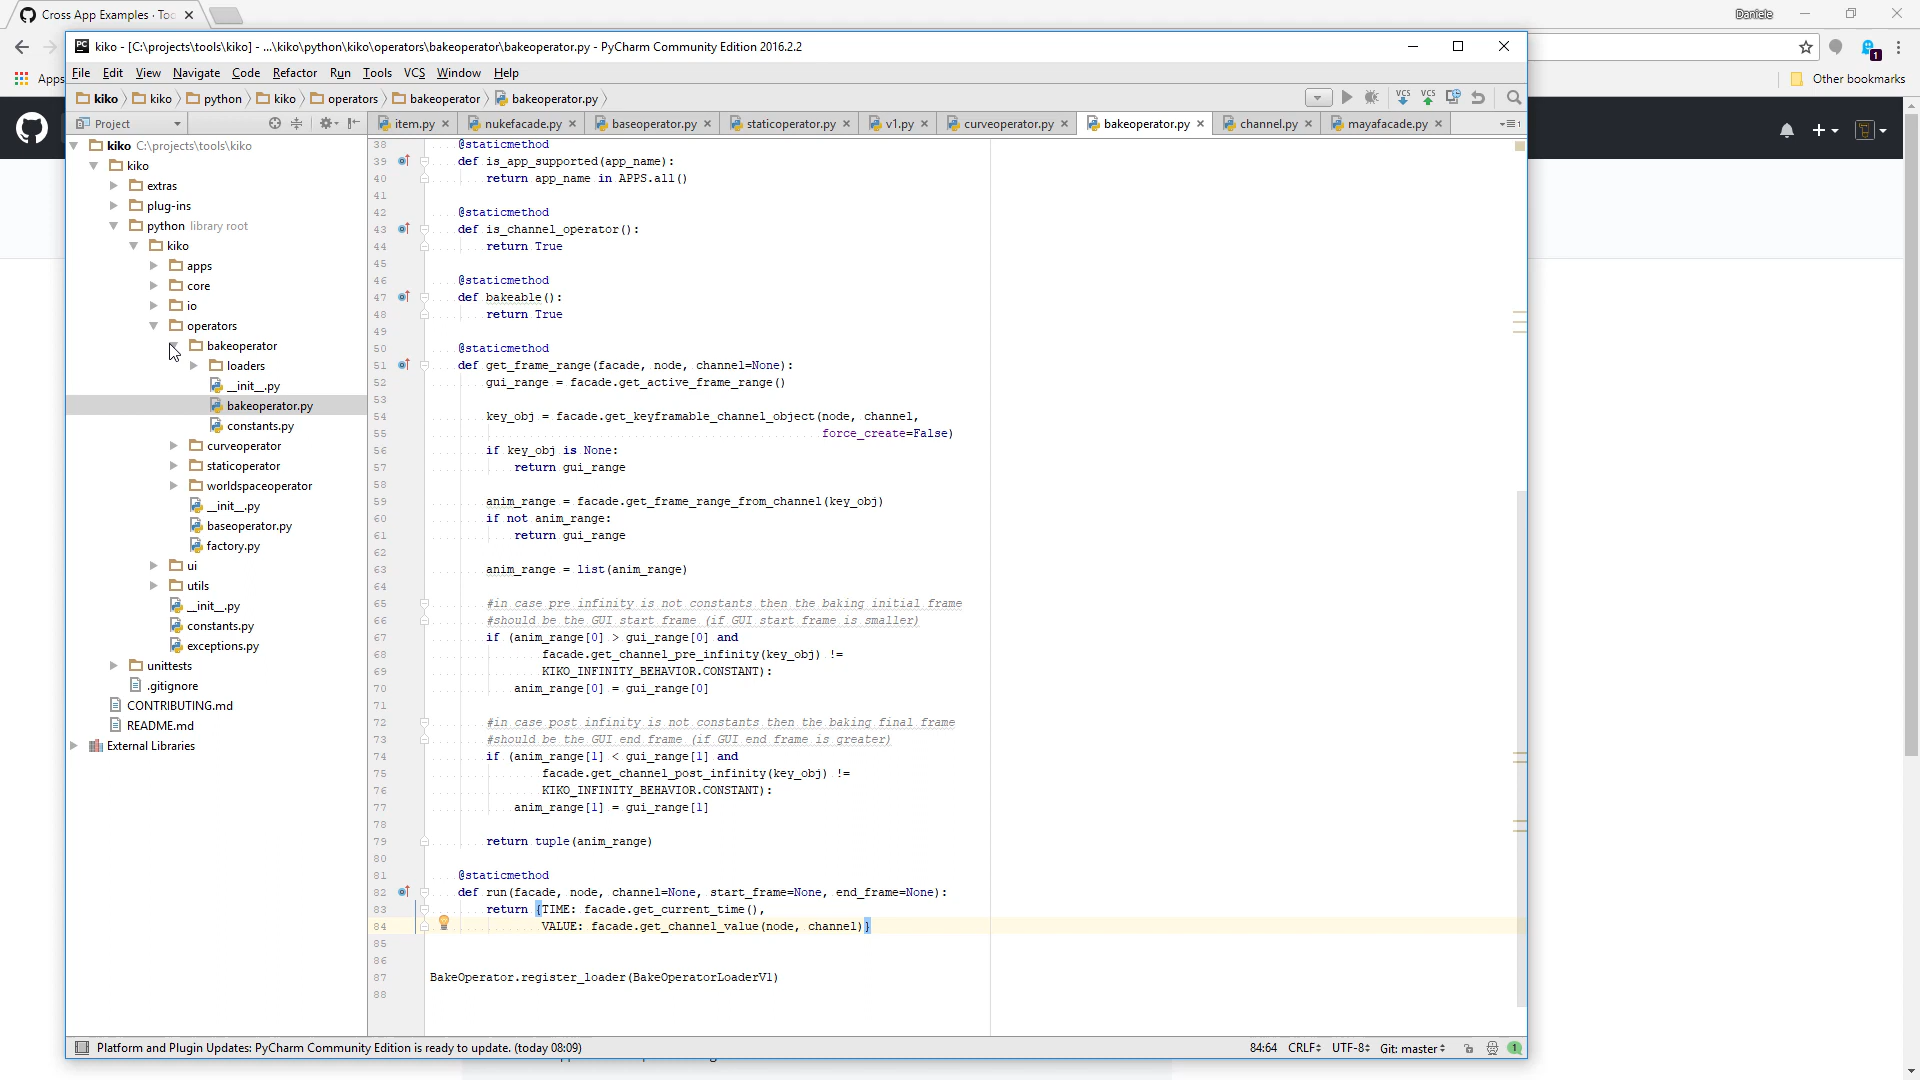 Cross App Examples · Too
Daniele
Apps
Other bookmarks
1
kiko - [C:\projects\tools\kiko] - ...\kiko\python\kiko\operators\bakeoperator\bakeoperator.py - PyCharm Community Edition 2016.2.2
File Edit View Navigate Code Refactor Run Tools VCS Window Help
kiko kiko python kiko operators bakeoperator bakeoperator.py
VCS VCS
Project
item.py nukefacade.py baseoperator.py staticoperator.py v1.py curveoperator.py bakeoperator.py channel.py mayafacade.py
kiko C:\projects\tools\kiko
kiko
extras
plug-ins
python library root
kiko
apps
core
io
operators
bakeoperator
loaders
__init__.py
bakeoperator.py
constants.py
curveoperator
staticoperator
worldspaceoperator
__init__.py
baseoperator.py
factory.py
ui
utils
__init__.py
constants.py
exceptions.py
unittests
.gitignore
CONTRIBUTING.md
README.md
External Libraries
38 @staticmethod
39 def is_app_supported(app_name):
40 return app_name in APPS.all()
41
42 @staticmethod
43 def is_channel_operator():
44 return True
45
46 @staticmethod
47 def bakeable():
48 return True
49
50 @staticmethod
51 def get_frame_range(facade, node, channel=None):
52 gui_range = facade.get_active_frame_range()
53
54 key_obj = facade.get_keyframable_channel_object(node, channel,
55 force_create=False)
56 if key_obj is None:
57 return gui_range
58
59 anim_range = facade.get_frame_range_from_channel(key_obj)
60 if not anim_range:
61 return gui_range
62
63 anim_range = list(anim_range)
64
65 #in case pre infinity is not constants then the baking initial frame
66 #should be the GUI start frame (if GUI start frame is smaller)
67 if (anim_range[0] > gui_range[0] and
68 facade.get_channel_pre_infinity(key_obj) !=
69 KIKO_INFINITY_BEHAVIOR.CONSTANT):
70 anim_range[0] = gui_range[0]
71
72 #in case post infinity is not constants then the baking final frame
73 #should be the GUI end frame (if GUI end frame is greater)
74 if (anim_range[1] < gui_range[1] and
75 facade.get_channel_post_infinity(key_obj) !=
76 KIKO_INFINITY_BEHAVIOR.CONSTANT):
77 anim_range[1] = gui_range[1]
78
79 return tuple(anim_range)
80
81 @staticmethod
82 def run(facade, node, channel=None, start_frame=None, end_frame=None):
83 return {TIME: facade.get_current_time(),
84 VALUE: facade.get_channel_value(node, channel)}
85
86
87 BakeOperator.register_loader(BakeOperatorLoaderV1)
88
Platform and Plugin Updates: PyCharm Community Edition is ready to update. (today 08:09)
84:64 CRLF UTF-8 Git: master 1